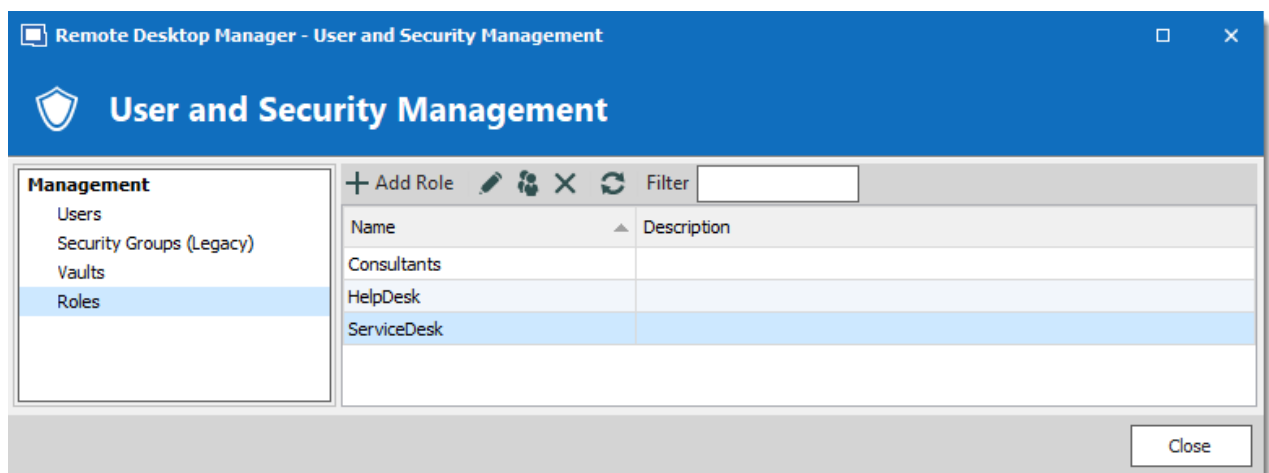 Remote Desktop Manager - User and Security Management
User and Security Management
Management
Users
Security Groups (Legacy)
Vaults
Roles
Add Role Filter
Name Description
Consultants
HelpDesk
ServiceDesk
Close